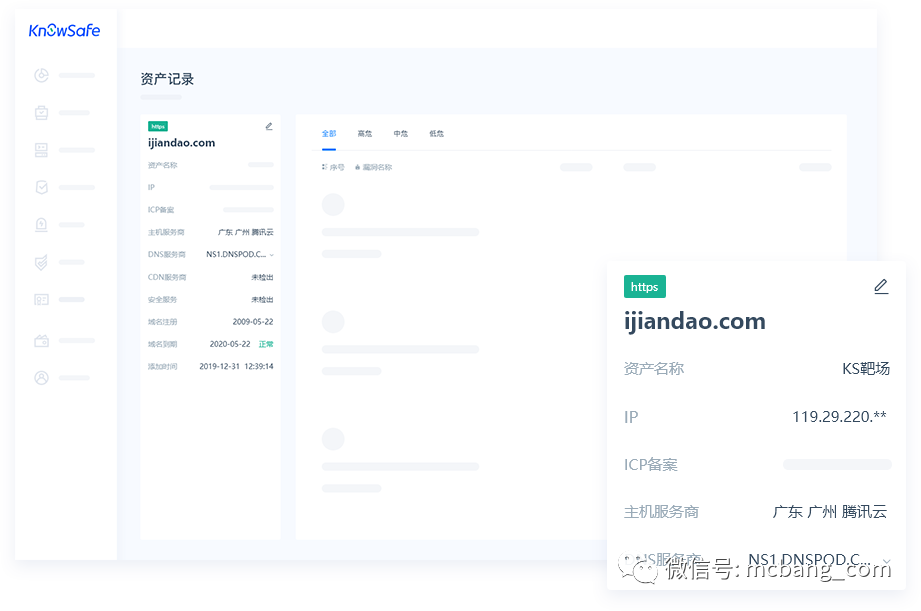 KnowSafe
资产记录
https
ijiandao.com
资产名称
IP
ICP备案
主机服务商 广东 广州 腾讯云
DNS服务商 NS1.DNSPOD.C...
CDN服务商 未检出
安全服务 未检出
域名注册 2009-05-22
域名到期 2020-05-22 正常
添加时间 2019-12-31 12:39:14
全部 高危 中危 低危
序号 漏洞名称
https
ijiandao.com
资产名称 KS靶场
IP 119.29.220.**
ICP备案
主机服务商 广东 广州 腾讯云
DNS服务商 NS1.DNSPOD.C...
微信号: mcbang_com